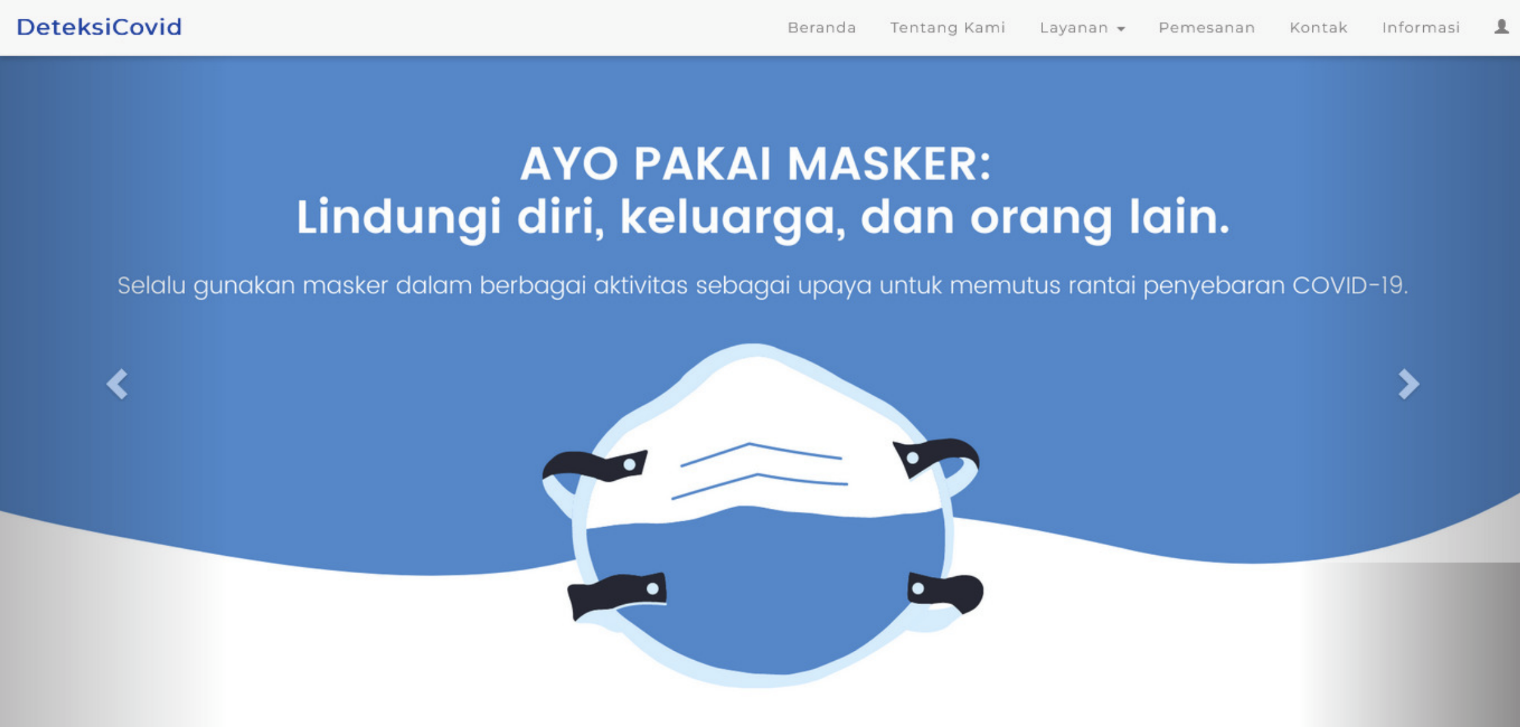 DeteksiCovid
Beranda Tentang Kami Layanan Pemesanan Kontak Informasi
AYO PAKAI MASKER:
Lindungi diri, keluarga, dan orang lain.
Selalu gunakan masker dalam berbagai aktivitas sebagai upaya untuk memutus rantai penyebaran COVID-19.